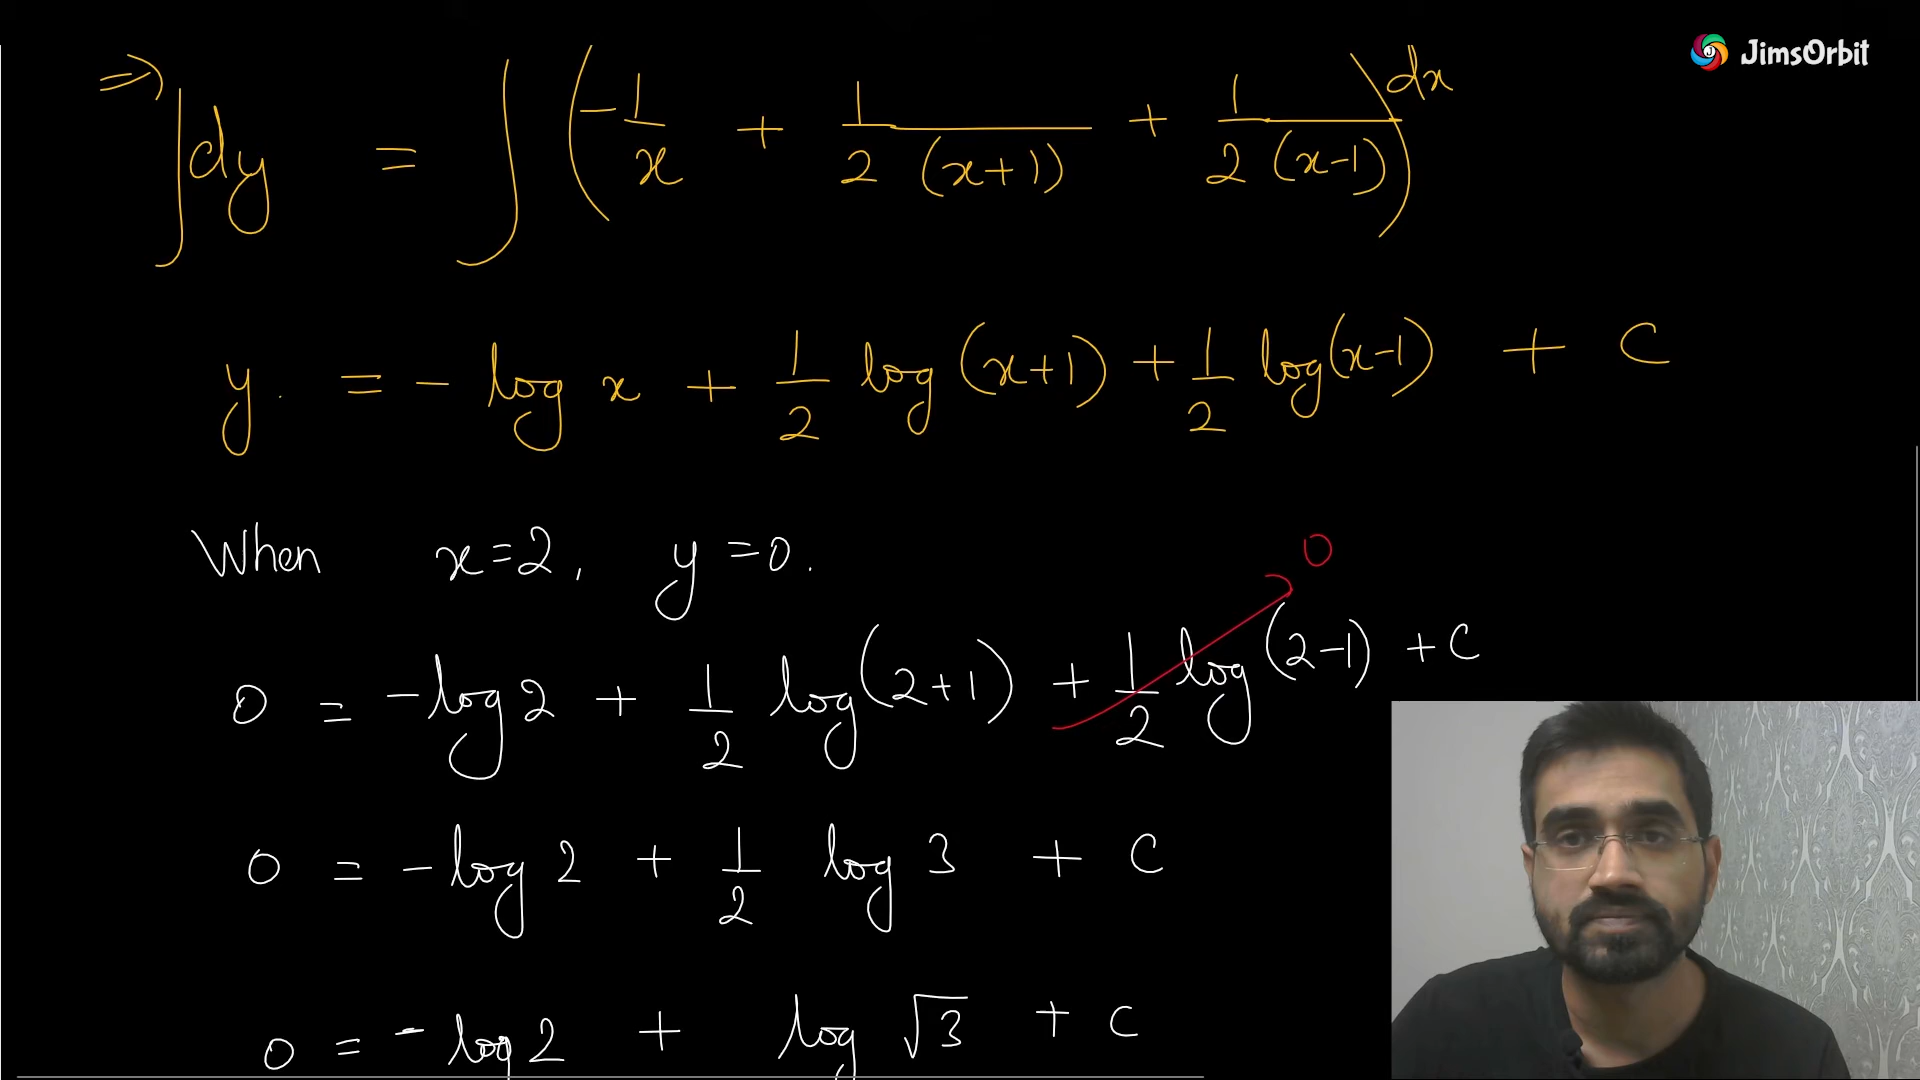 JimsOrbit
⇒ ∫dy = ∫(-1/x + 1/2(x+1) + 1/2(x-1))dx
y. = - log x + 1/2 log (x+1) + 1/2 log(x-1) + C
When x=2, y=0.
0
0 = -log 2 + 1/2 log(2+1) + 1/2 log(2-1) + C
0 = -log 2 + 1/2 log 3 + C
0 = -log 2 + log √3 + C